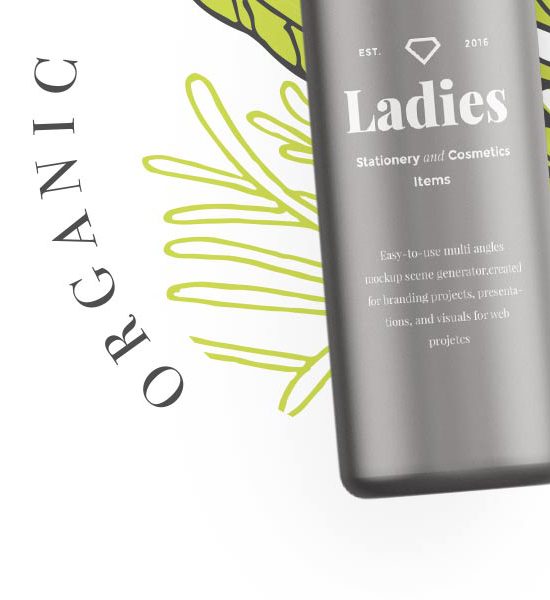 ORGANIC
EST. 2016
Ladies
Stationery and Cosmetics
Items
Easy-to-use multi angles
mockup scene generator,created
for branding projects, presenta-
tions, and visuals for web
projetcs